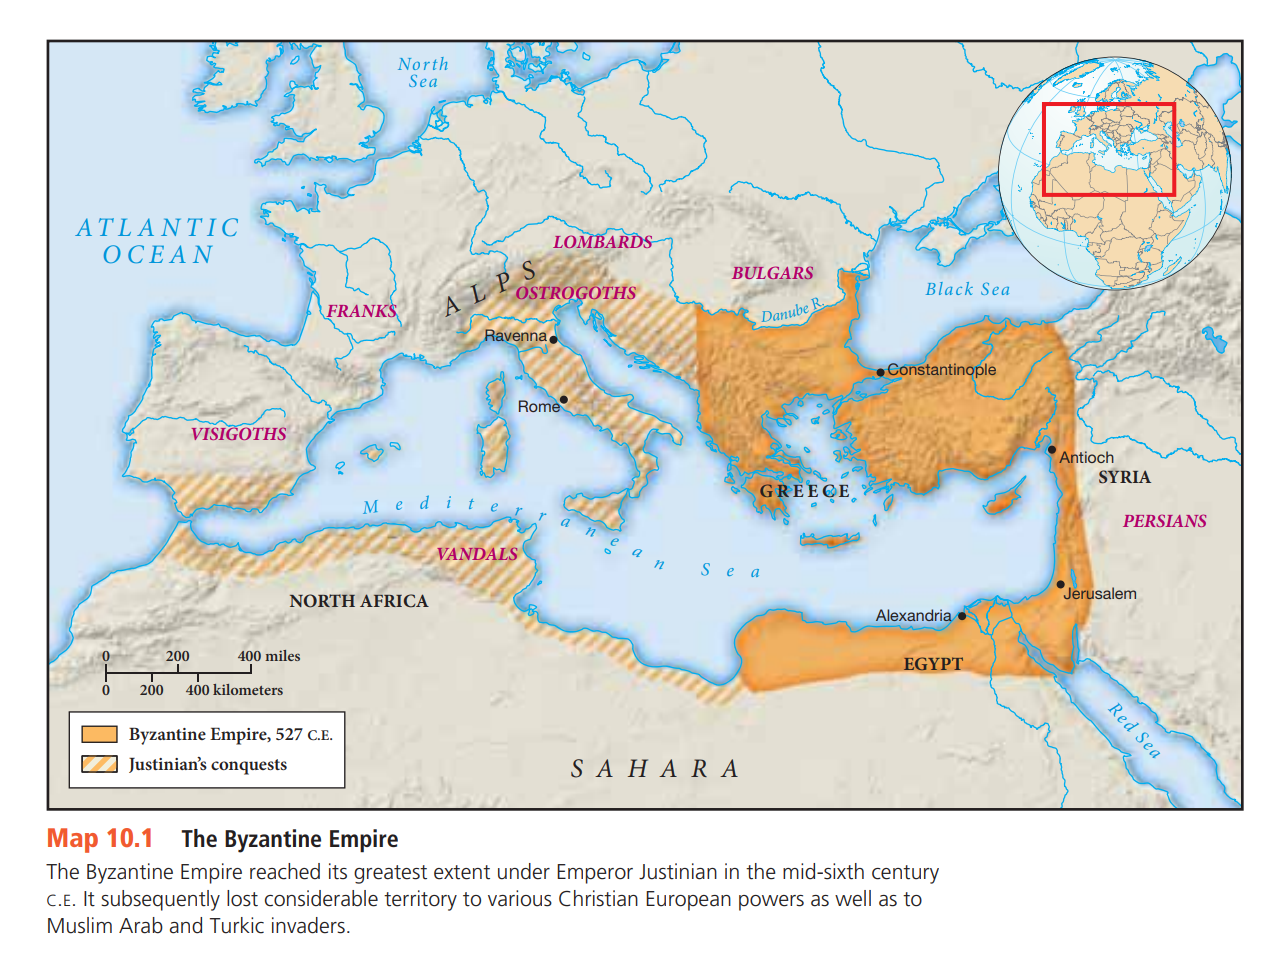 North
Sea
ATLANTIC
OCEAN
LOMBARDS
BULGARS
ALPS
OSTROGOTHS
FRANKS
Danube R.
Black Sea
Ravenna
Constantinople
Rome
VISIGOTHS
Antioch
SYRIA
GREECE
Mediterranean Sea
PERSIANS
VANDALS
NORTH AFRICA
Jerusalem
Alexandria
EGYPT
0 200 400 miles
0 200 400 kilometers
Red Sea
Byzantine Empire, 527 C.E.
Justinian's conquests
SAHARA
Map 10.1 The Byzantine Empire
The Byzantine Empire reached its greatest extent under Emperor Justinian in the mid-sixth century
C.E. It subsequently lost considerable territory to various Christian European powers as well as to
Muslim Arab and Turkic invaders.